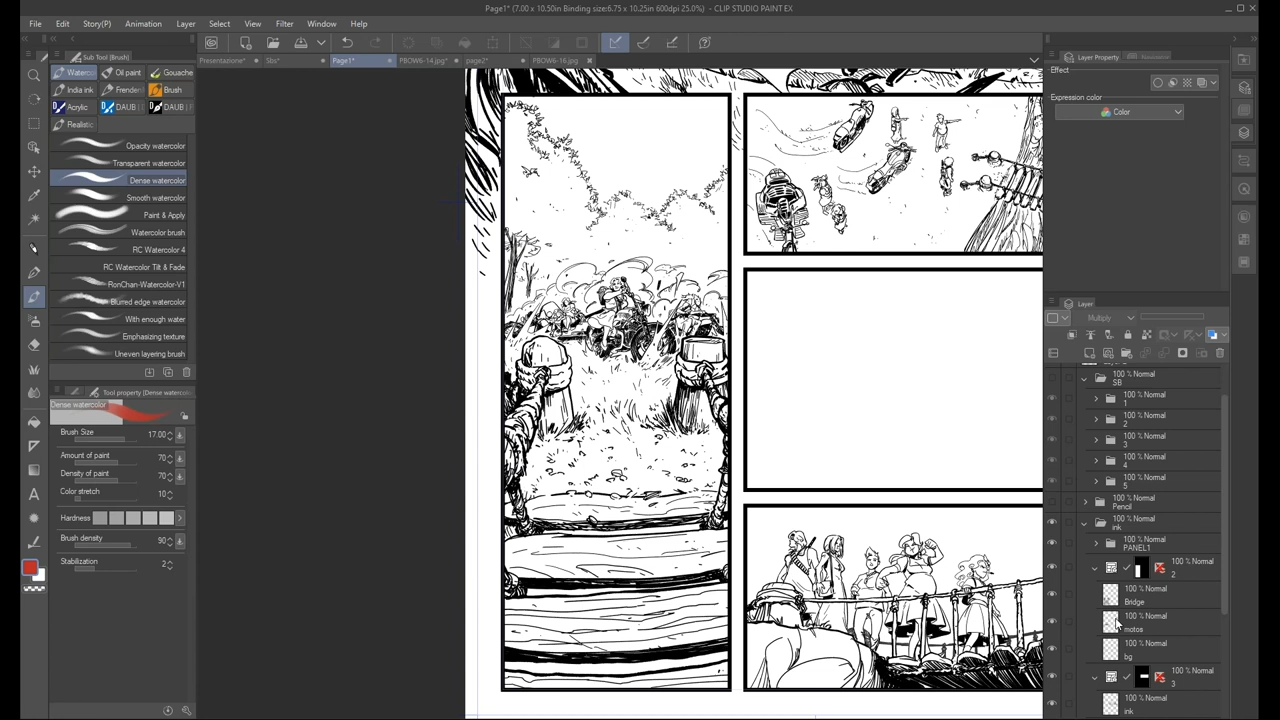 Page1* (7.00 x 10.50in Binding size:6.75 x 10.25in 600dpi 25.0%) - CLIP STUDIO PAINT EX
File Edit Story(P) Animation Layer Select View Filter Window Help
Sub Tool [Brush]
Presentazione* Sbs* Page1* PBOW6-14.jpg* page2* PBOW6-16.jpg
Layer Property
Effect
Expression color
Color
Waterco Oil paint Gouache
India ink Frenden Brush
Acrylic DAUB DAUB
Realistic
Opacity watercolor
Transparent watercolor
Dense watercolor
Smooth watercolor
Paint & Apply
Watercolor brush
RC Watercolor 4
RC Watercolor Tilt & Fade
RonChan-Watercolor-V1
Blurred edge watercolor
With enough water
Emphasizing texture
Uneven layering brush
Tool property [Dense waterco
Dense watercolor
Brush Size 17.00
Amount of paint 70
Density of paint 70
Color stretch 10
Hardness
Brush density 90
Stabilization 2
Layer
Multiply
100 % Normal
SB
100 % Normal
1
100 % Normal
2
100 % Normal
3
100 % Normal
4
100 % Normal
5
100 % Normal
Pencil
100 % Normal
ink
100 % Normal
PANEL1
100 % Normal
2
100 % Normal
Bridge
100 % Normal
motos
100 % Normal
bg
100 % Normal
3
100 % Normal
ink